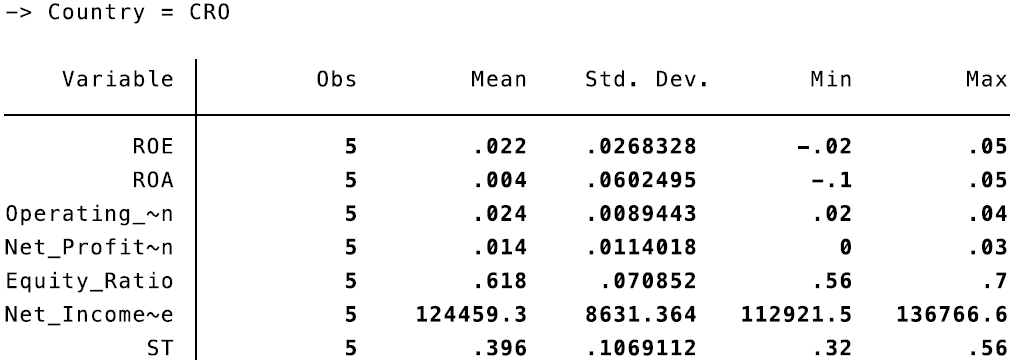 -> Country = CRO
Variable Obs Mean Std. Dev. Min Max
ROE 5 .022 .0268328 -.02 .05
ROA 5 .004 .0602495 -.1 .05
Operating_~n 5 .024 .0089443 .02 .04
Net_Profit~n 5 .014 .0114018 0 .03
Equity_Ratio 5 .618 .070852 .56 .7
Net_Income~e 5 124459.3 8631.364 112921.5 136766.6
ST 5 .396 .1069112 .32 .56